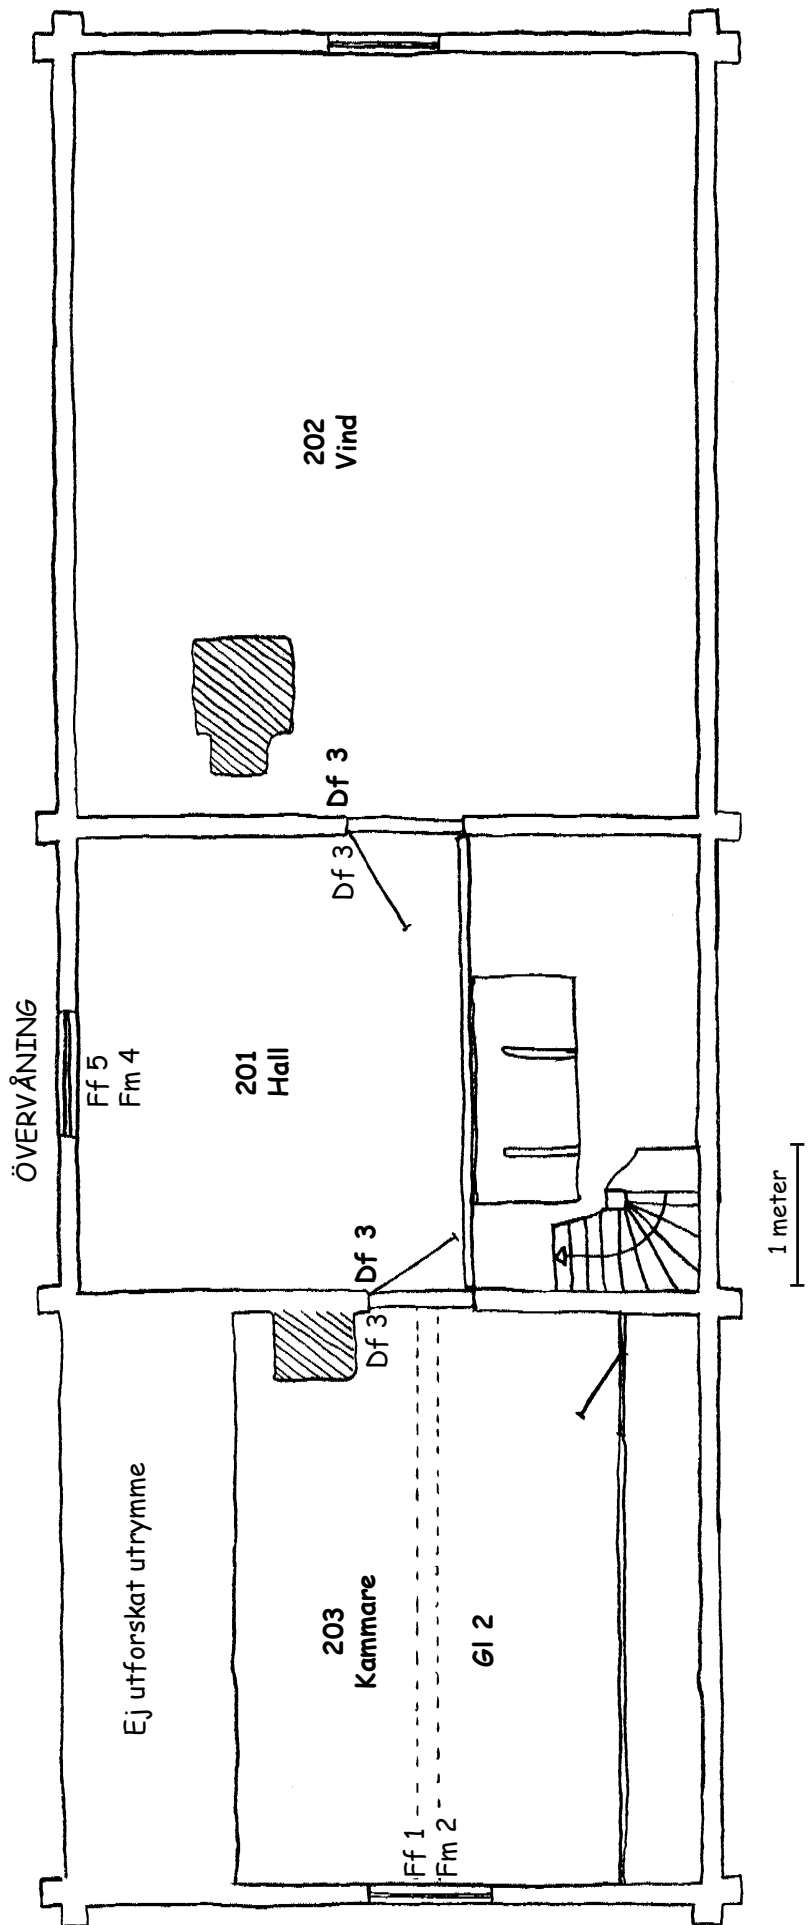 ÖVERVÅNING
Ej utforskat utrymme
Ff 5
Fm 4
201
Hall
202
Vind
203
Kammare
Df 3
Df 3
Df 3
Df 3
Ff 1
Fm 2
Gl 2
1 meter